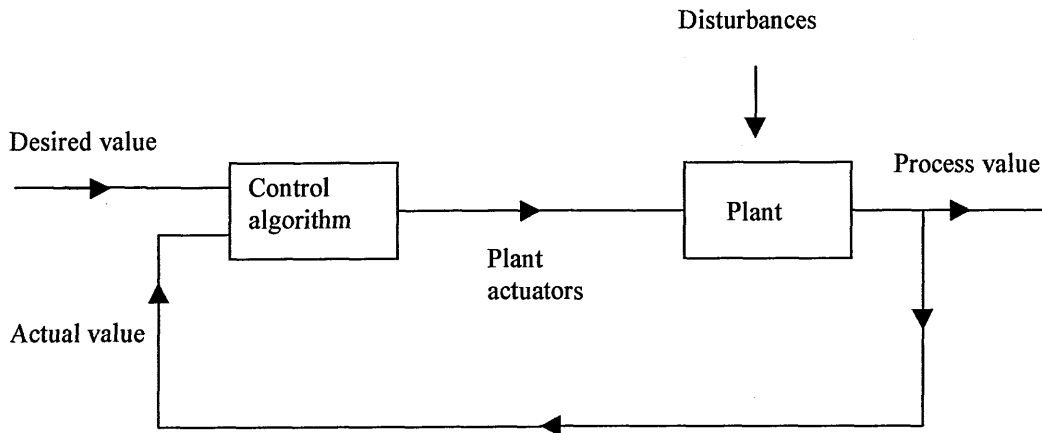 Disturbances
Desired value
Process value
Control
algorithm
Plant
Plant
actuators
Actual value